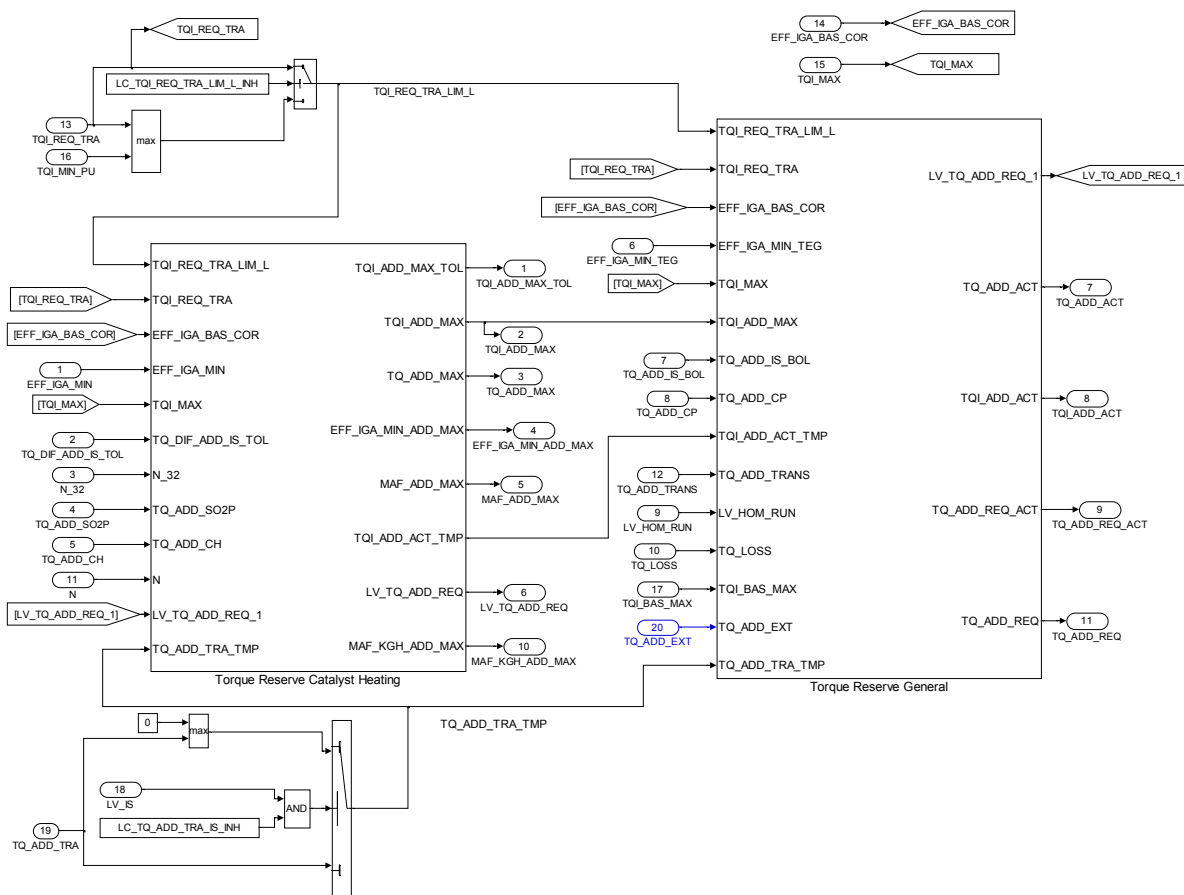 TQI_REQ_TRA
14
EFF_IGA_BAS_COR
EFF_IGA_BAS_COR
15
TQI_MAX
TQI_MAX
LC_TQI_REQ_TRA_LIM_L_INH
TQI_REQ_TRA_LIM_L
13
TQI_REQ_TRA
max
16
TQI_MIN_PU
TQI_REQ_TRA_LIM_L
TQI_REQ_TRA_LIM_L
[TQI_REQ_TRA]
TQI_REQ_TRA
[TQI_REQ_TRA]
TQI_REQ_TRA
[EFF_IGA_BAS_COR]
EFF_IGA_BAS_COR
[EFF_IGA_BAS_COR]
EFF_IGA_BAS_COR
1
EFF_IGA_MIN
EFF_IGA_MIN
[TQI_MAX]
TQI_MAX
2
TQ_DIF_ADD_IS_TOL
TQ_DIF_ADD_IS_TOL
3
N_32
N_32
4
TQ_ADD_SO2P
TQ_ADD_SO2P
5
TQ_ADD_CH
TQ_ADD_CH
11
N
N
[LV_TQ_ADD_REQ_1]
LV_TQ_ADD_REQ_1
TQ_ADD_TRA_TMP
TQI_ADD_MAX_TOL
1
TQI_ADD_MAX_TOL
TQI_ADD_MAX
2
TQI_ADD_MAX
TQ_ADD_MAX
3
TQ_ADD_MAX
EFF_IGA_MIN_ADD_MAX
4
EFF_IGA_MIN_ADD_MAX
MAF_ADD_MAX
5
MAF_ADD_MAX
TQI_ADD_ACT_TMP
LV_TQ_ADD_REQ
6
LV_TQ_ADD_REQ
MAF_KGH_ADD_MAX
10
MAF_KGH_ADD_MAX
Torque Reserve Catalyst Heating
6
EFF_IGA_MIN_TEG
EFF_IGA_MIN_TEG
[TQI_MAX]
TQI_MAX
TQI_ADD_MAX
7
TQ_ADD_IS_BOL
TQ_ADD_IS_BOL
8
TQ_ADD_CP
TQ_ADD_CP
TQI_ADD_ACT_TMP
12
TQ_ADD_TRANS
TQ_ADD_TRANS
9
LV_HOM_RUN
LV_HOM_RUN
10
TQ_LOSS
TQ_LOSS
17
TQI_BAS_MAX
TQI_BAS_MAX
20
TQ_ADD_EXT
TQ_ADD_EXT
TQ_ADD_TRA_TMP
LV_TQ_ADD_REQ_1
LV_TQ_ADD_REQ_1
TQ_ADD_ACT
7
TQ_ADD_ACT
TQI_ADD_ACT
8
TQI_ADD_ACT
TQ_ADD_REQ_ACT
9
TQ_ADD_REQ_ACT
TQ_ADD_REQ
11
TQ_ADD_REQ
Torque Reserve General
TQ_ADD_TRA_TMP
0
max
18
LV_IS
AND
LC_TQ_ADD_TRA_IS_INH
19
TQ_ADD_TRA